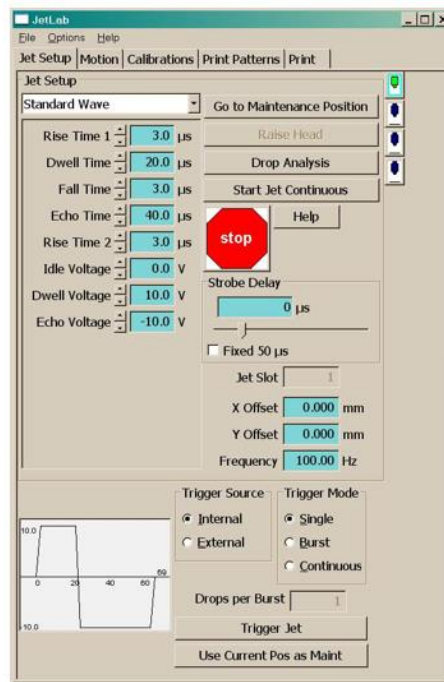 JetLab
File Options Help
Jet Setup Motion Calibrations Print Patterns Print
Jet Setup
Standard Wave
Go to Maintenance Position
Rise Time 1 3.0 µs
Raise Head
Dwell Time 20.0 µs
Drop Analysis
Fall Time 3.0 µs
Start Jet Continuous
Echo Time 40.0 µs
stop
Help
Rise Time 2 3.0 µs
Idle Voltage 0.0 V
Strobe Delay
Dwell Voltage 10.0 V
0 µs
Echo Voltage -10.0 V
Fixed 50 µs
Jet Slot 1
X Offset 0.000 mm
Y Offset 0.000 mm
Frequency 100.00 Hz
Trigger Source
Trigger Mode
Internal
Single
External
Burst
Continuous
10.0
0 20 40 60 69
-10.0
Drops per Burst 1
Trigger Jet
Use Current Pos as Maint